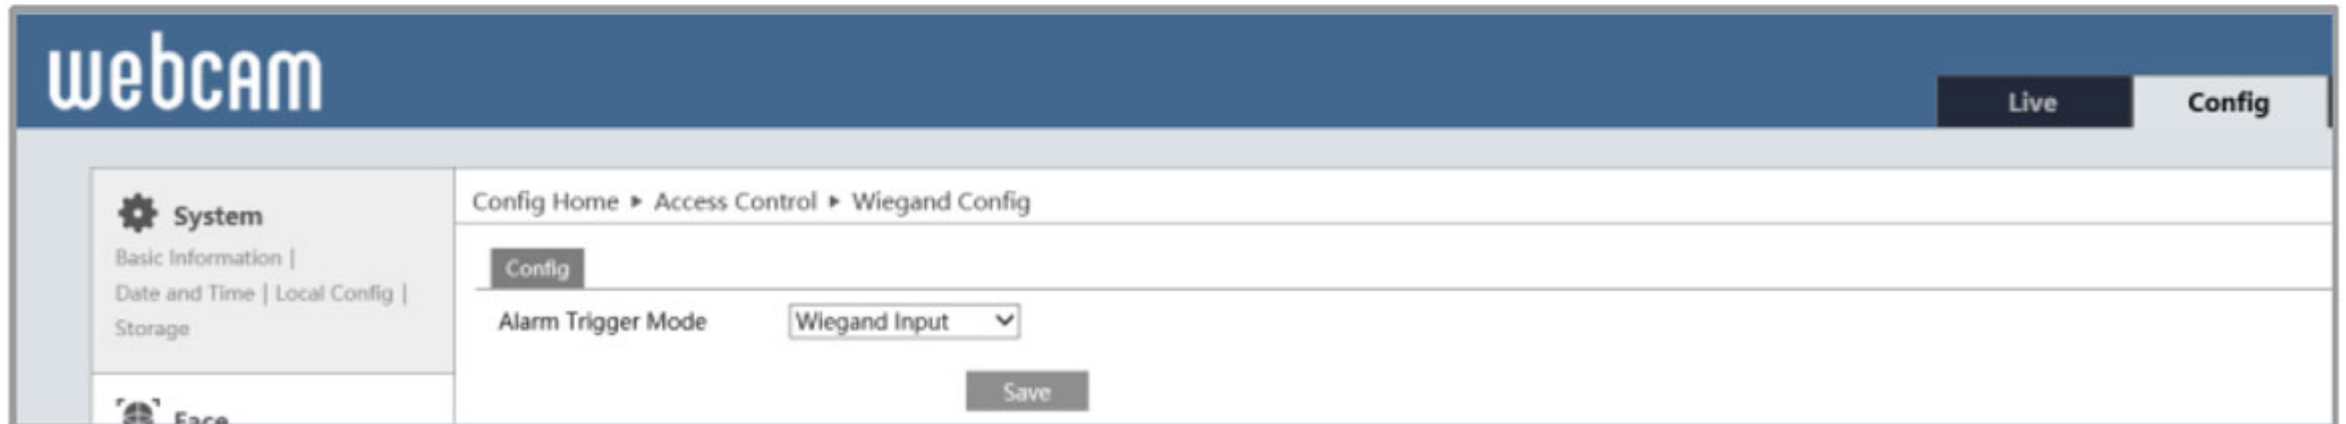 webcam
Live
Config
System
Basic Information |
Date and Time | Local Config |
Storage
Face
Config Home ▸ Access Control ▸ Wiegand Config
Config
Alarm Trigger Mode Wiegand Input
Save